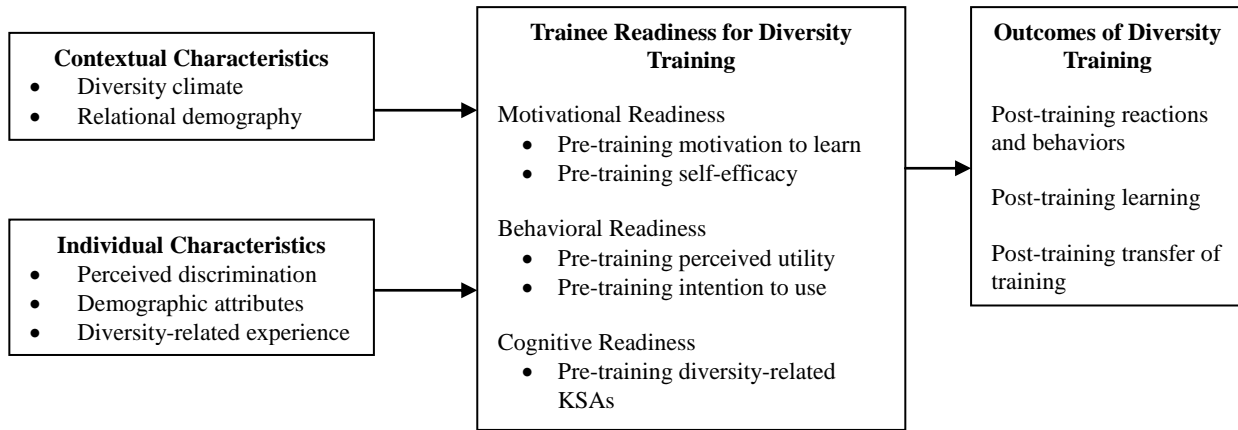 Contextual Characteristics
• Diversity climate
• Relational demography
Individual Characteristics
• Perceived discrimination
• Demographic attributes
• Diversity-related experience
Trainee Readiness for Diversity
Training
Motivational Readiness
• Pre-training motivation to learn
• Pre-training self-efficacy
Behavioral Readiness
• Pre-training perceived utility
• Pre-training intention to use
Cognitive Readiness
• Pre-training diversity-related
KSAs
Outcomes of Diversity
Training
Post-training reactions
and behaviors
Post-training learning
Post-training transfer of
training